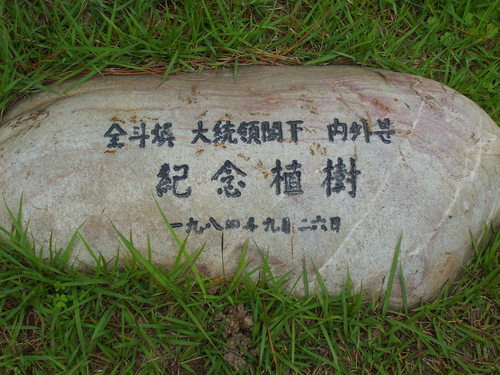 全斗煥 大統領閣下 內外분
紀念植樹
一九八四年九月二六日